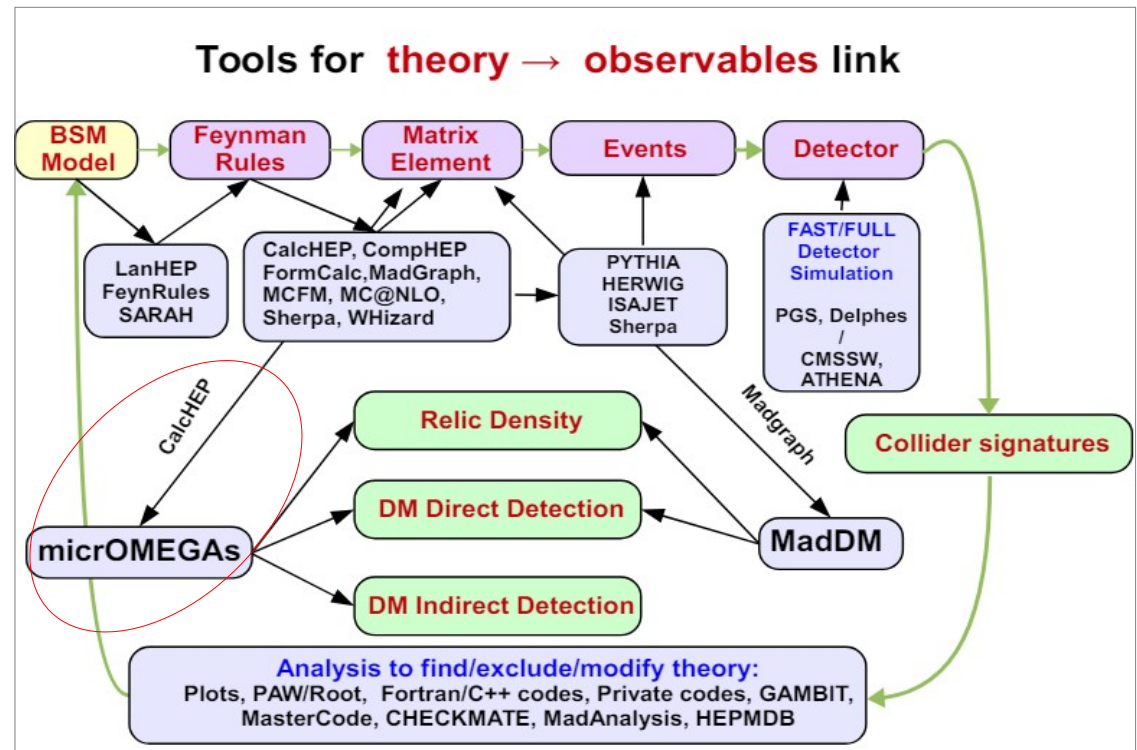 Tools for theory → observables link
BSM
Model
Feynman
Rules
Matrix
Element
Events
Detector
LanHEP
FeynRules
SARAH
CalcHEP, CompHEP
FormCalc,MadGraph,
MCFM, MC@NLO,
Sherpa, WHizard
PYTHIA
HERWIG
ISAJET
Sherpa
FAST/FULL
Detector
Simulation
PGS, Delphes
/
CMSSW,
ATHENA
CalcHEP
Madgraph
Relic Density
Collider signatures
DM Direct Detection
micrOMEGAs
MadDM
DM Indirect Detection
Analysis to find/exclude/modify theory:
Plots, PAW/Root, Fortran/C++ codes, Private codes, GAMBIT,
MasterCode, CHECKMATE, MadAnalysis, HEPMDB